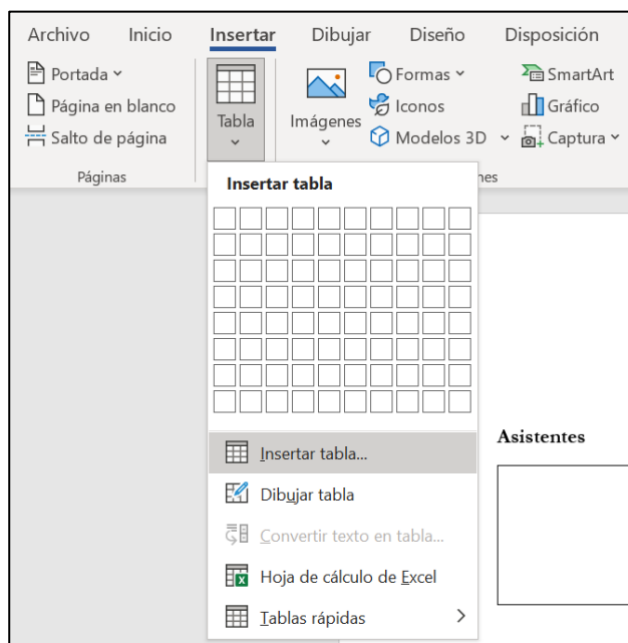 Archivo Inicio Insertar Dibujar Diseño Disposición
Portada
Página en blanco
Salto de página
Páginas
Tabla
Imágenes
Formas
Iconos
Modelos 3D
SmartArt
Gráfico
Captura
Insertar tabla
Insertar tabla...
Dibujar tabla
Convertir texto en tabla...
Hoja de cálculo de Excel
Tablas rápidas
Asistentes